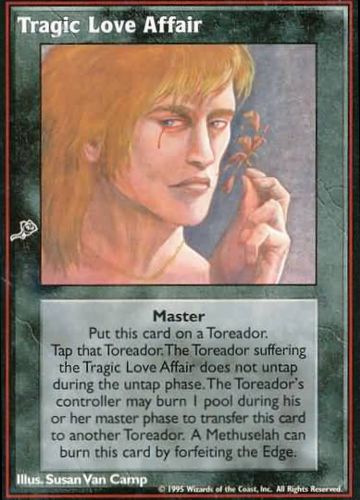 Tragic Love Affair
Master
Put this card on a Toreador.
Tap that Toreador. The Toreador suffering
the Tragic Love Affair does not untap
during the untap phase. The Toreador's
controller may burn 1 pool during his
or her master phase to transfer this card
to another Toreador. A Methuselah can
burn this card by forfeiting the Edge.
Illus. Susan Van Camp
© 1995 Wizards of the Coast, Inc. All Rights Reserved.